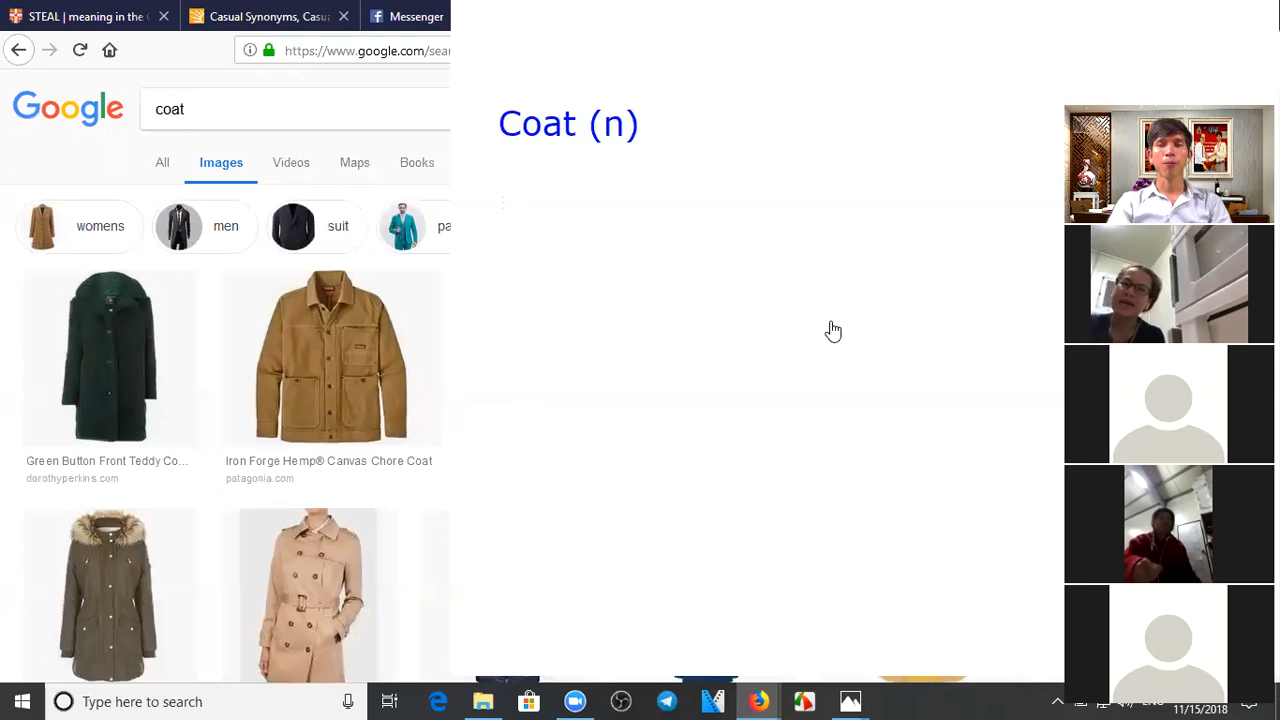 STEAL | meaning in the
Casual Synonyms, Casu
Messenger
https://www.google.com/sear
Google
coat
All
Images
Videos
Maps
Books
womens
men
suit
pa
Green Button Front Teddy Co...
Iron Forge Hemp® Canvas Chore Coat
dorothyperkins.com
patagonia.com
Coat (n)
Type here to search
ENG
11/15/2018